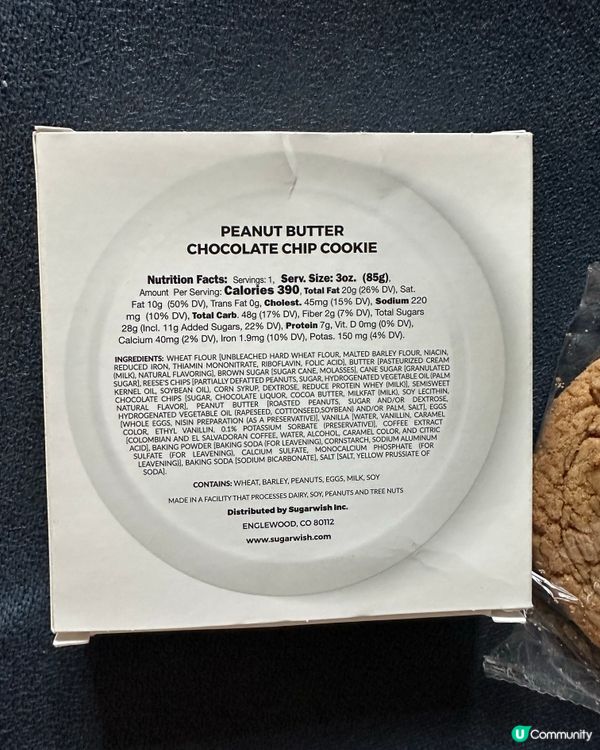 PEANUT BUTTER
CHOCOLATE CHIP COOKIE
Nutrition Facts: Servings: 1, Serv. Size: 3oz. (85g),
Amount Per Serving: Calories 390, Total Fat 20g (26% DV), Sat.
Fat 10g (50% DV), Trans Fat 0g, Cholest. 45mg (15% DV), Sodium 220
mg (10% DV), Total Carb. 48g (17% DV), Fiber 2g (7% DV), Total Sugars
28g (Incl. 11g Added Sugars, 22% DV), Protein 7g, Vit. D 0mg (0% DV),
Calcium 40mg (2% DV), Iron 1.9mg (10% DV), Potas. 150 mg (4% DV).
INGREDIENTS: WHEAT FLOUR [UNBLEACHED HARD WHEAT FLOUR, MALTED BARLEY FLOUR, NIACIN,
REDUCED IRON, THIAMIN MONONITRATE, RIBOFLAVIN, FOLIC ACID], BUTTER [PASTEURIZED CREAM
(MILK), NATURAL FLAVORING], BROWN SUGAR [SUGAR CANE, MOLASSES], CANE SUGAR [GRANULATED
SUGAR], REESE'S CHIPS [PARTIALLY DEFATTED PEANUTS, SUGAR, HYDROGENATED VEGETABLE OIL (PALM
KERNEL OIL, SOYBEAN OIL), CORN SYRUP, DEXTROSE, REDUCE PROTEIN WHEY (MILK)], SEMISWEET
CHOCOLATE CHIPS [SUGAR, CHOCOLATE LIQUOR, COCOA BUTTER, MILKFAT (MILK), SOY LECITHIN,
NATURAL FLAVOR], PEANUT BUTTER [ROASTED PEANUTS, SUGAR AND/OR DEXTROSE,
HYDROGENATED VEGETABLE OIL (RAPESEED, COTTONSEED,SOYBEAN) AND/OR PALM, SALT], EGGS
[WHOLE EGGS, NISIN PREPARATION (AS A PRESERVATIVE)], VANILLA [WATER, VANILLIN, CARAMEL
COLOR, ETHYL VANILLIN, 0.1% POTASSIUM SORBATE (PRESERVATIVE)], COFFEE EXTRACT
[COLOMBIAN AND EL SALVADORAN COFFEE, WATER, ALCOHOL, CARAMEL COLOR, AND CITRIC
ACID], BAKING POWDER [BAKING SODA (FOR LEAVENING), CORNSTARCH, SODIUM ALUMINUM
SULFATE (FOR LEAVENING), CALCIUM SULFATE, MONOCALCIUM PHOSPHATE (FOR
LEAVENING)], BAKING SODA [SODIUM BICARBONATE], SALT [SALT, YELLOW PRUSSIATE OF
SODA].
CONTAINS: WHEAT, BARLEY, PEANUTS, EGGS, MILK, SOY
MADE IN A FACILITY THAT PROCESSES DAIRY, SOY, PEANUTS AND TREE NUTS
Distributed by Sugarwish Inc.
ENGLEWOOD, CO 80112
www.sugarwish.com
U Community